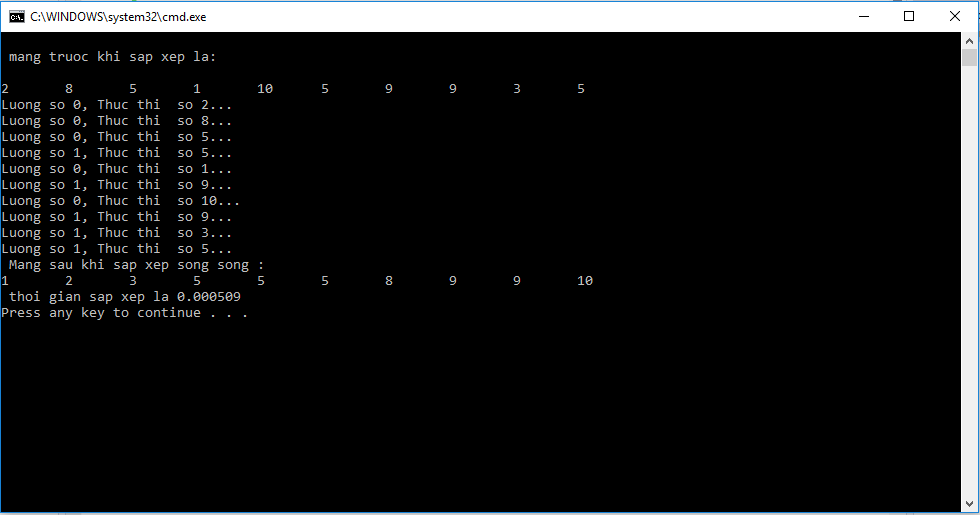 C:\WINDOWS\system32\cmd.exe
mang truoc khi sap xep la:
2 8 5 1 10 5 9 9 3 5
Luong so 0, Thuc thi  so 2...
Luong so 0, Thuc thi  so 8...
Luong so 0, Thuc thi  so 5...
Luong so 1, Thuc thi  so 5...
Luong so 0, Thuc thi  so 1...
Luong so 1, Thuc thi  so 9...
Luong so 0, Thuc thi  so 10...
Luong so 1, Thuc thi  so 9...
Luong so 1, Thuc thi  so 3...
Luong so 1, Thuc thi  so 5...
Mang sau khi sap xep song song :
1 2 3 5 5 5 8 9 9 10
thoi gian sap xep la 0.000509
Press any key to continue . . .